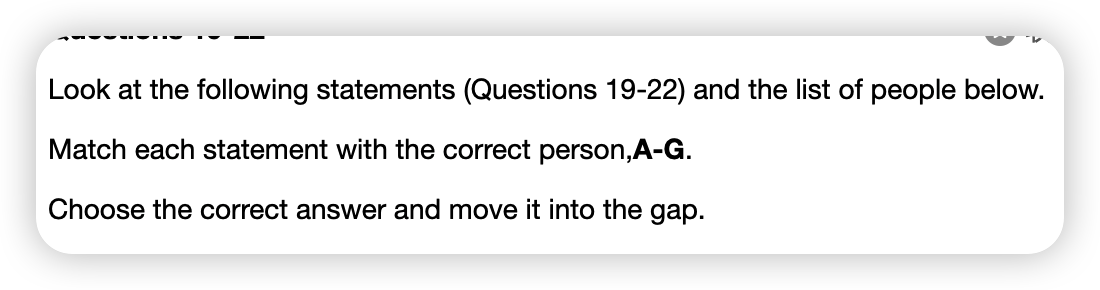 Look at the following statements (Questions 19-22) and the list of people below.
Match each statement with the correct person,A-G.
Choose the correct answer and move it into the gap.